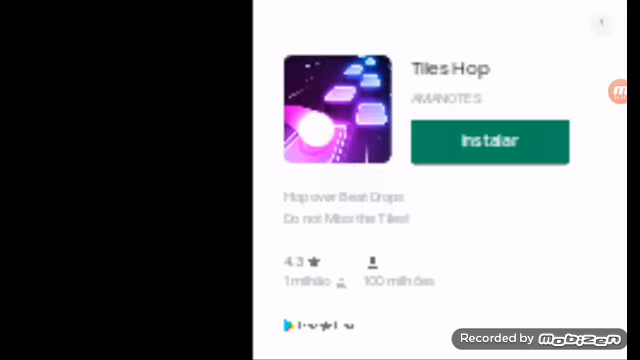 Tiles Hop
AMANOTES
Instalar
Hop over Beat Drops
Do not Miss the Tiles!
4.3
1 milhão
100 milhões
Recorded by mobizen